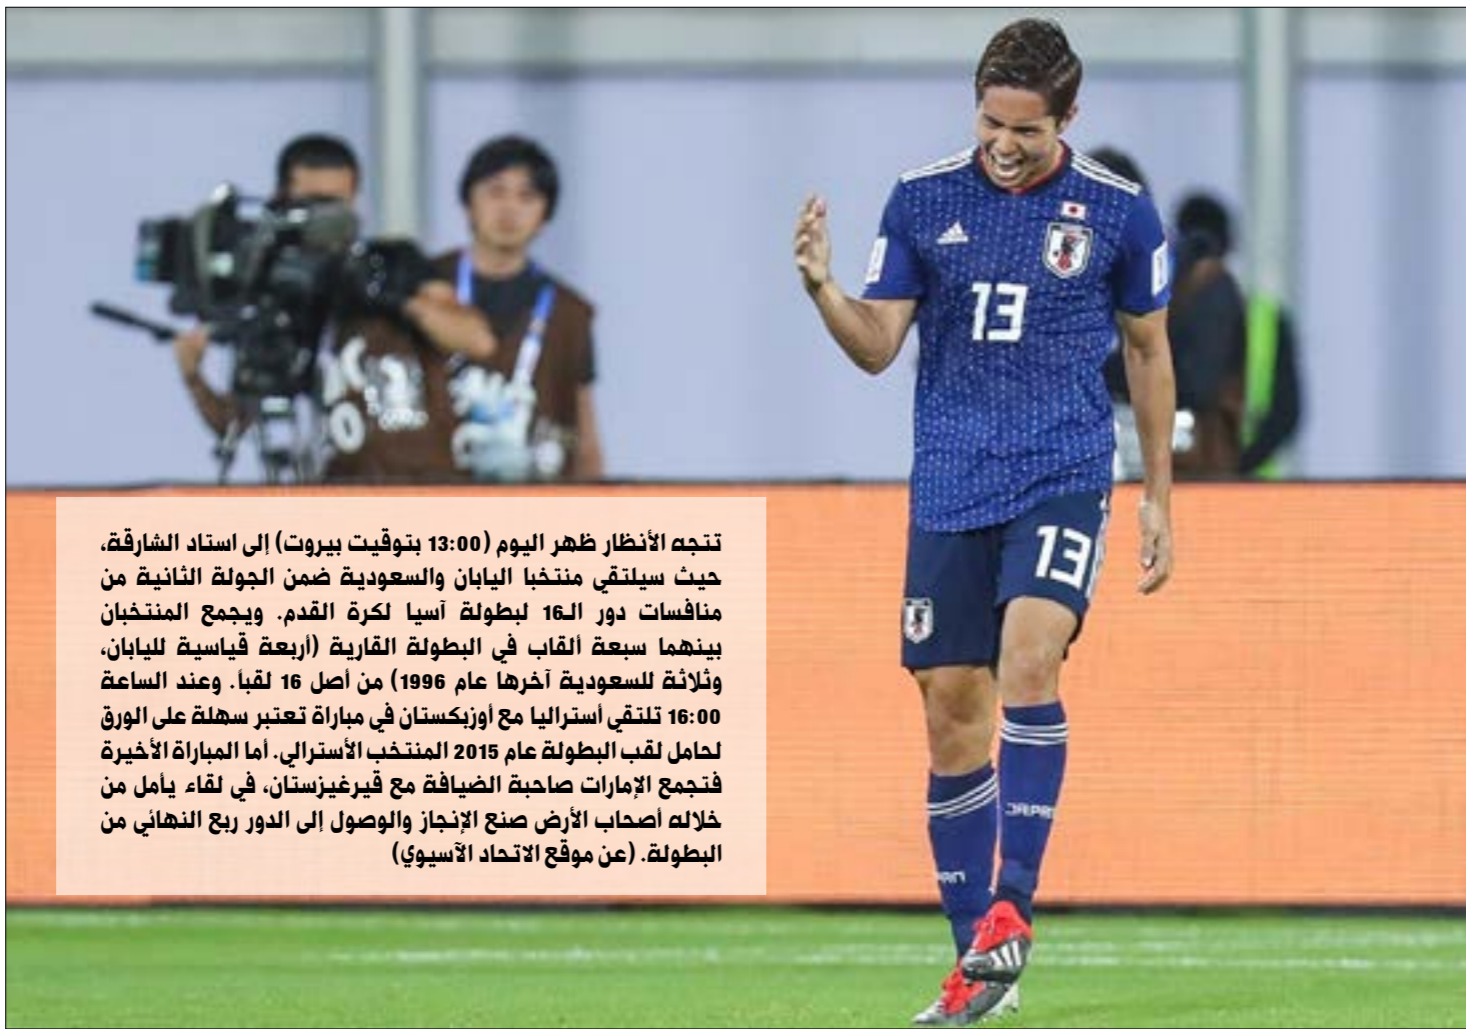 13
13
JAPAN
تتجه الأنظار ظهر اليوم (13:00 بتوقيت بيروت) إلى استاد الشارقة،
حيث سيلتقي منتخبا اليابان والسعودية ضمن الجولة الثانية من
منافسات دور الـ16 لبطولة آسيا لكرة القدم. ويجمع المنتخبان
بينهما سبعة ألقاب في البطولة القارية (أربعة قياسية لليابان،
وثلاثة للسعودية آخرها عام 1996) من أصل 16 لقباً. وعند الساعة
16:00 تلتقي أستراليا مع أوزبكستان في مباراة تعتبر سهلة على الورق
لحامل لقب البطولة عام 2015 المنتخب الأسترالي. أما المباراة الأخيرة
فتجمع الإمارات صاحبة الضيافة مع قيرغيزستان، في لقاء يأمل من
خلاله أصحاب الأرض صنع الإنجاز والوصول إلى الدور ربع النهائي من
البطولة. (عن موقع الاتحاد الآسيوي)